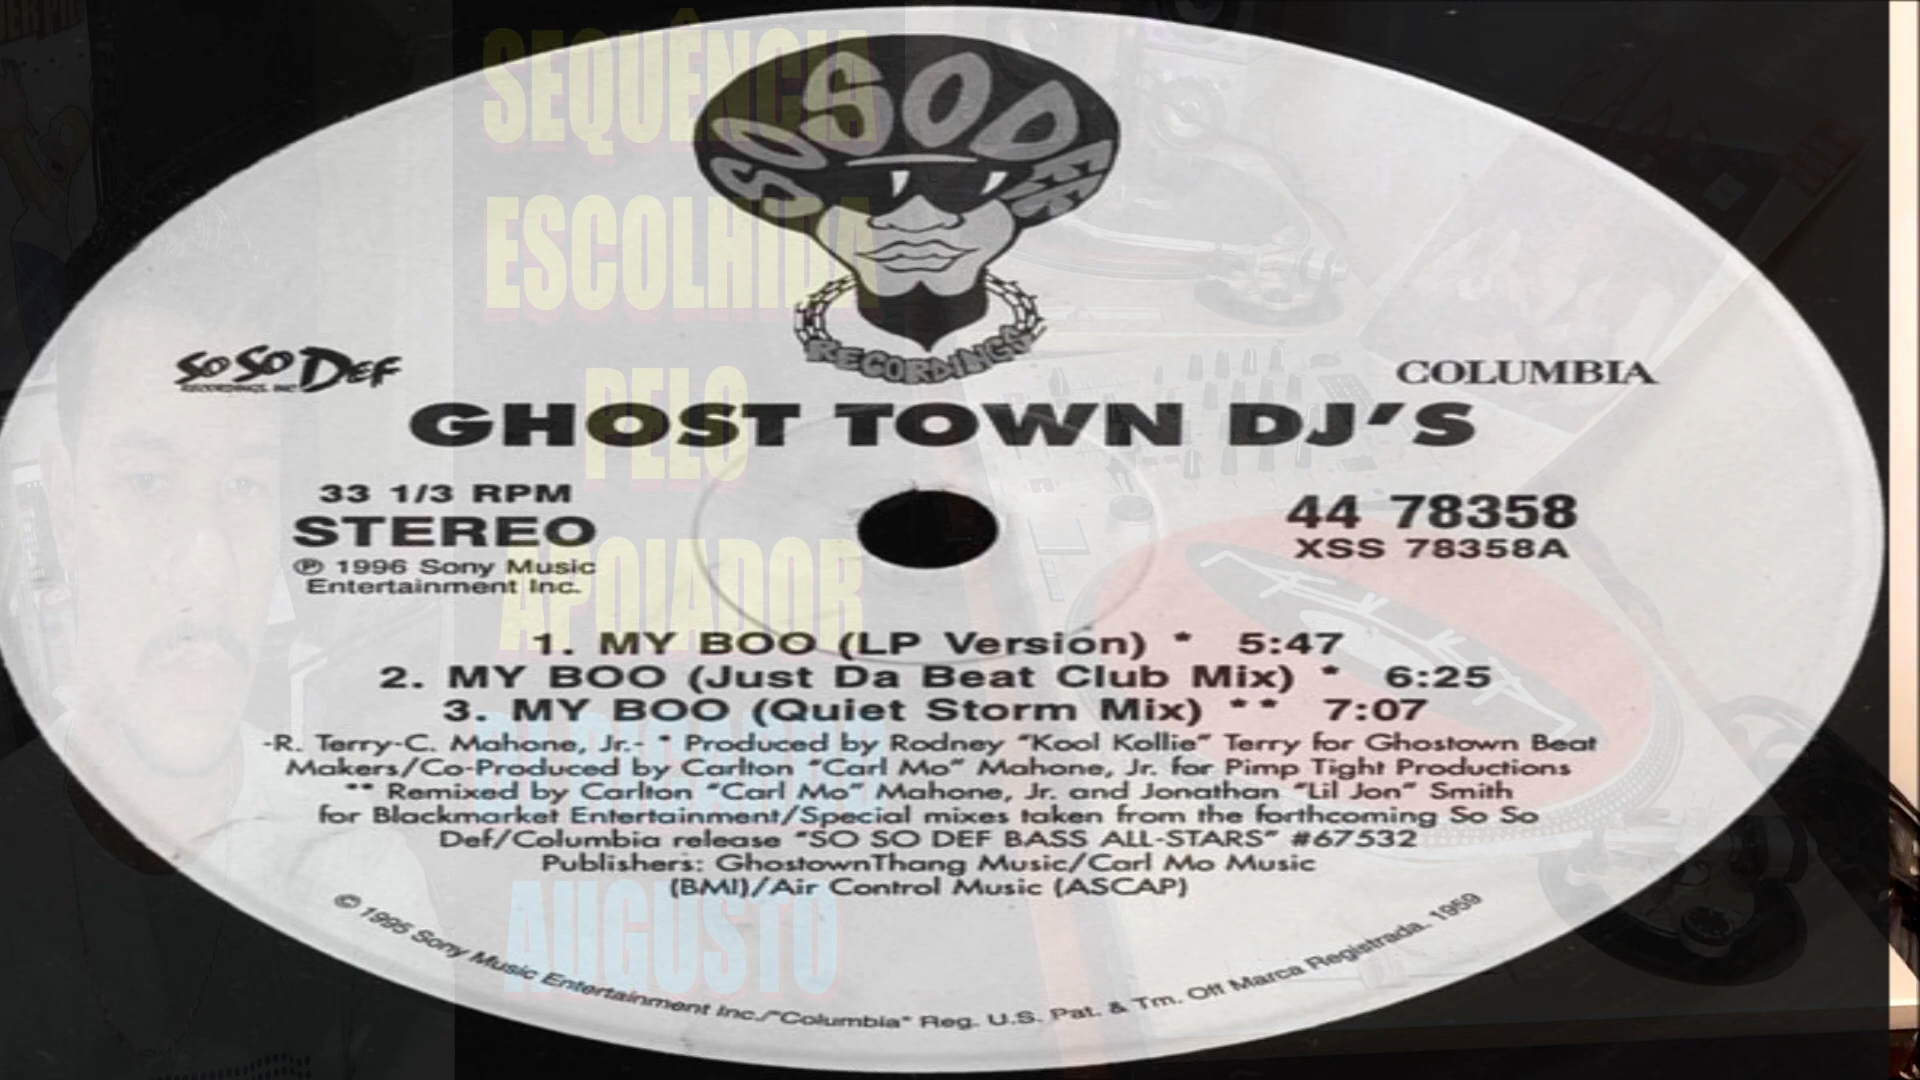 SEQUÊNCIA
ESCOLHIDA
PELO
APOIADOR
AUGUSTO
SO SO DEF
RECORDINGS
SO SO DEF
RECORDINGS, INC.
COLUMBIA
GHOST TOWN DJ'S
33 1/3 RPM
STEREO
℗ 1996 Sony Music
Entertainment Inc.
44 78358
XSS 78358A
1. MY BOO (LP Version) * 5:47
2. MY BOO (Just Da Beat Club Mix) * 6:25
3. MY BOO (Quiet Storm Mix) ** 7:07
-R. Terry-C. Mahone, Jr.- * Produced by Rodney "Kool Kollie" Terry for Ghostown Beat
Makers/Co-Produced by Carlton "Carl Mo" Mahone, Jr. for Pimp Tight Productions
** Remixed by Carlton "Carl Mo" Mahone, Jr. and Jonathan "Lil Jon" Smith
for Blackmarket Entertainment/Special mixes taken from the forthcoming So So
Def/Columbia release "SO SO DEF BASS ALL-STARS" #67532
Publishers: GhostownThang Music/Carl Mo Music
(BMI)/Air Control Music (ASCAP)
© 1995 Sony Music Entertainment Inc./"Columbia" Reg. U.S. Pat. & Tm. Off Marca Registrada. 1959